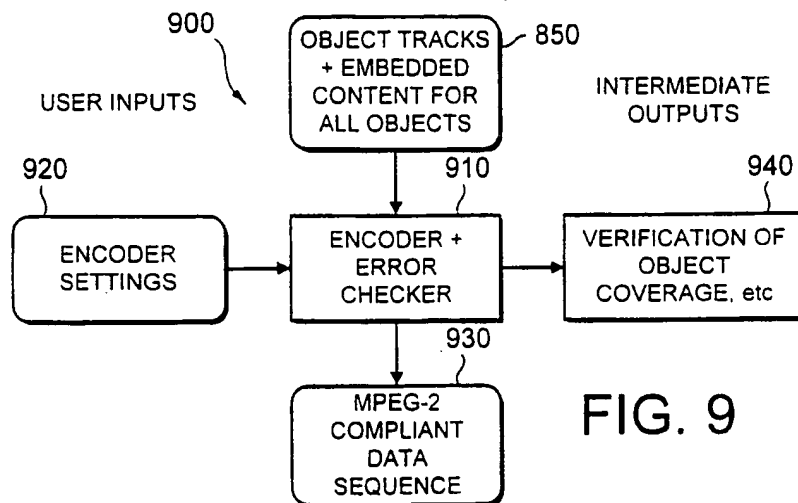 900
OBJECT TRACKS
+ EMBEDDED
CONTENT FOR
ALL OBJECTS
850
USER INPUTS
INTERMEDIATE
OUTPUTS
920
910
940
ENCODER
SETTINGS
ENCODER +
ERROR
CHECKER
VERIFICATION OF
OBJECT
COVERAGE, etc
930
MPEG-2
COMPLIANT
DATA
SEQUENCE
FIG. 9